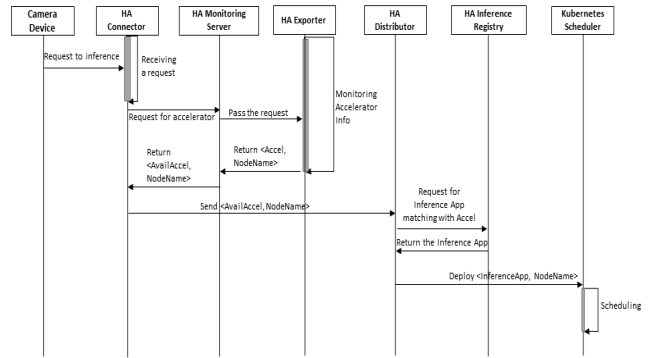 Camera
Device
HA
Connector
HA Monitoring
Server
HA Exporter
HA
Distributor
HA Inference
Registry
Kubernetes
Scheduler
Request to inference
Receiving
a request
Monitoring
Accelerator
Info
Request for accelerator
Pass the request
Return
<AvailAccel,
NodeName>
Return <Accel,
NodeName>
Send <AvailAccel, NodeName>
Request for
Inference App
matching with Accel
Return the Inference App
Deploy <InferenceApp, NodeName>
Scheduling